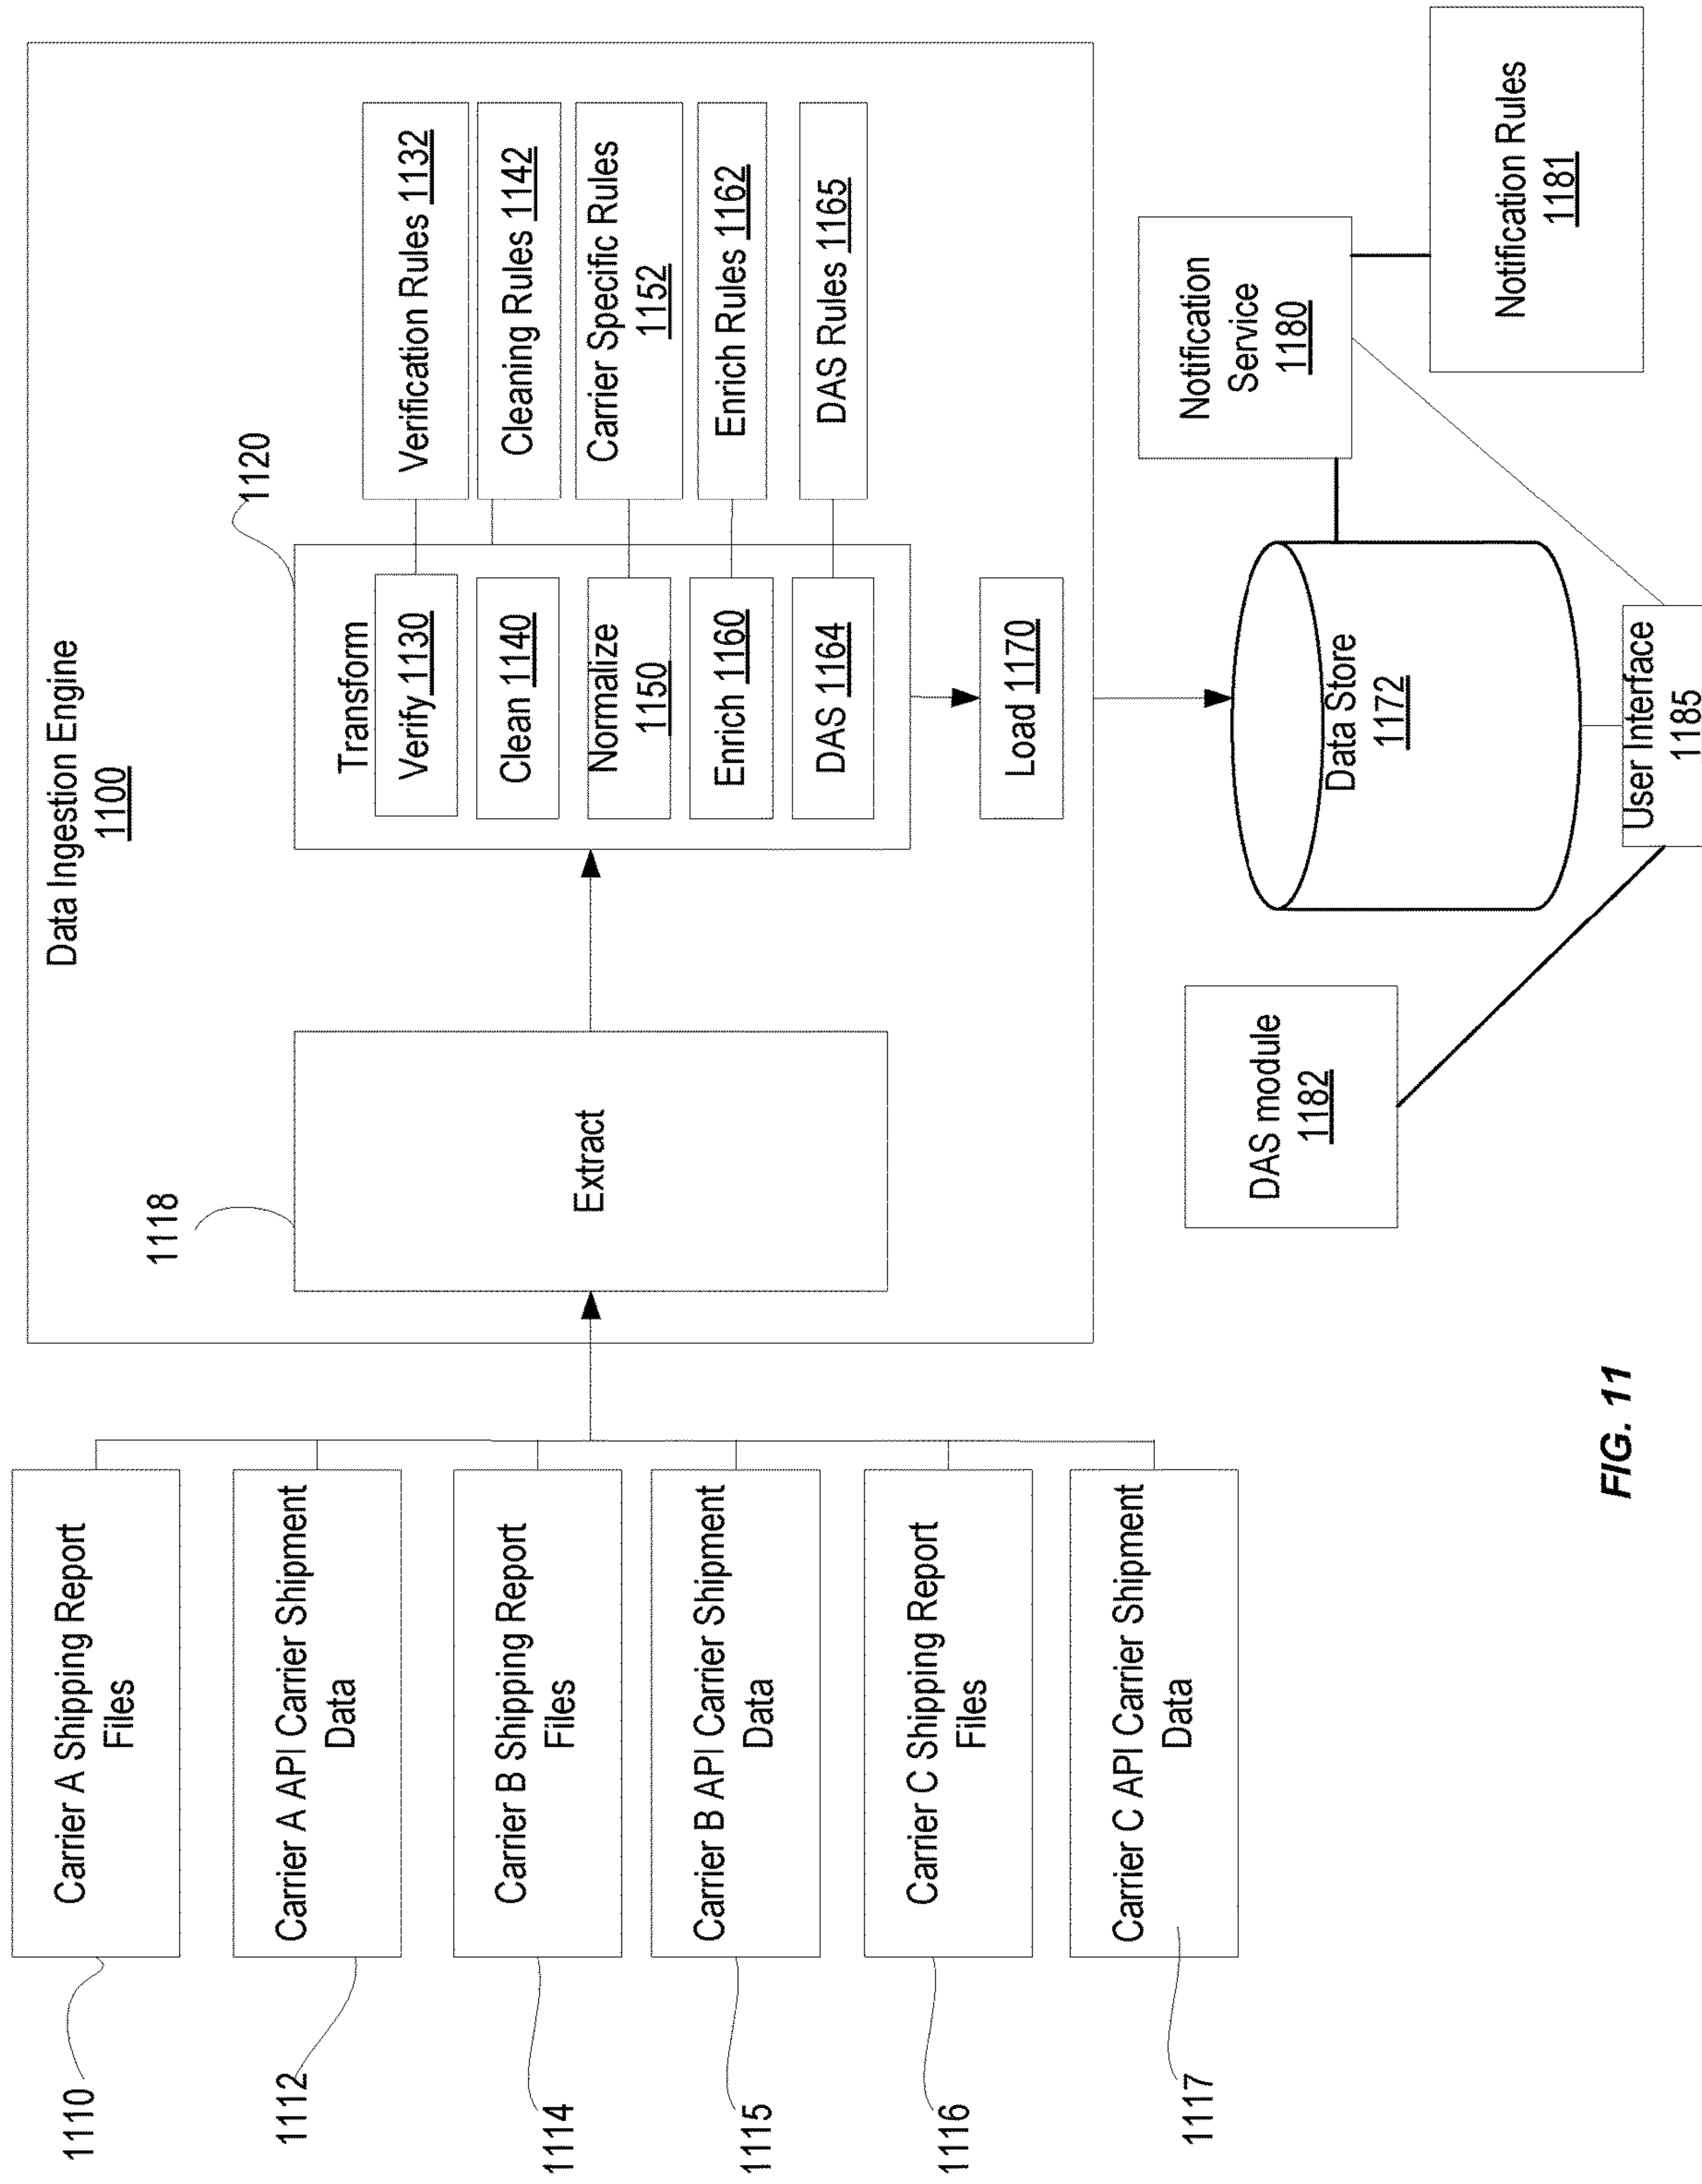 Data Ingestion Engine
1100
1110
Carrier A Shipping Report
Files
1112
Carrier A API Carrier Shipment
Data
1114
Carrier B Shipping Report
Files
1115
Carrier B API Carrier Shipment
Data
1116
Carrier C Shipping Report
Files
1117
Carrier C API Carrier Shipment
Data
1118
Extract
1120
Transform
Verify 1130
Clean 1140
Normalize
1150
Enrich 1160
DAS 1164
Verification Rules 1132
Cleaning Rules 1142
Carrier Specific Rules
1152
Enrich Rules 1162
DAS Rules 1165
Load 1170
DAS module
1182
Data Store
1172
Notification
Service
1180
Notification Rules
1181
User Interface
1185
FIG. 11